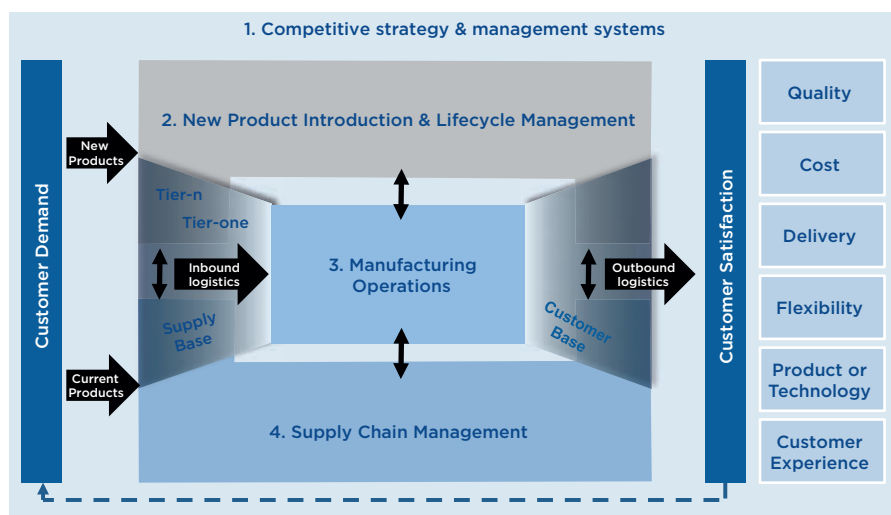 1. Competitive strategy & management systems
Customer Demand
New
Products
Current
Products
2. New Product Introduction & Lifecycle Management
Tier-n
Tier-one
Inbound
logistics
Supply
Base
3. Manufacturing
Operations
4. Supply Chain Management
Customer
Base
Outbound
logistics
Customer Satisfaction
Quality
Cost
Delivery
Flexibility
Product or
Technology
Customer
Experience